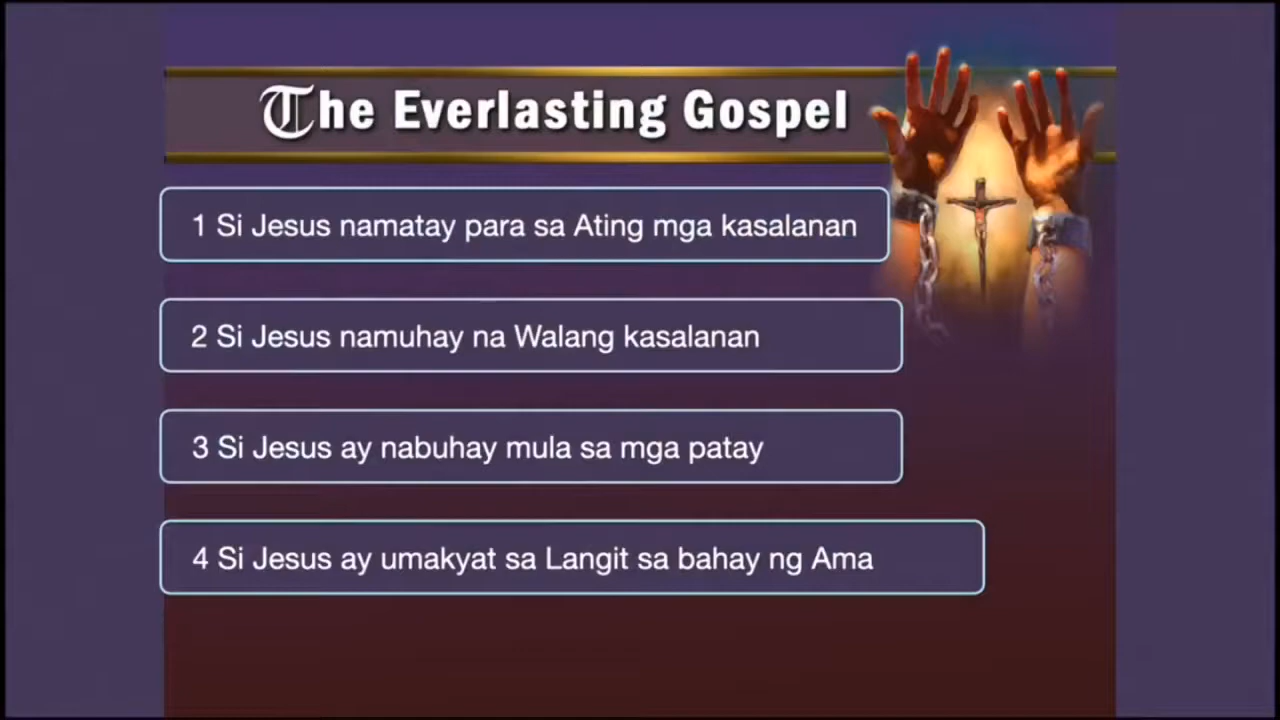 The Everlasting Gospel
1 Si Jesus namatay para sa Ating mga kasalanan
2 Si Jesus namuhay na Walang kasalanan
3 Si Jesus ay nabuhay mula sa mga patay
4 Si Jesus ay umakyat sa Langit sa bahay ng Ama